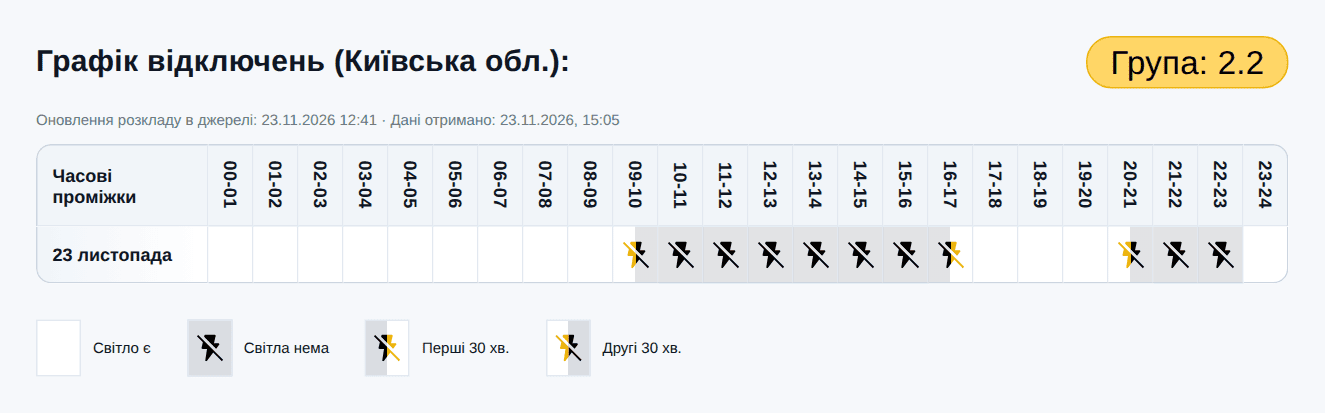 Графік відключень (Київська обл.):
Група: 2.2
Оновлення розкладу в джерелі: 23.11.2026 12:41 · Дані отримано: 23.11.2026, 15:05
Часові
проміжки
00-01
01-02
02-03
03-04
04-05
05-06
06-07
07-08
08-09
09-10
10-11
11-12
12-13
13-14
14-15
15-16
16-17
17-18
18-19
19-20
20-21
21-22
22-23
23-24
23 листопада
Світло є
Світла нема
Перші 30 хв.
Другі 30 хв.